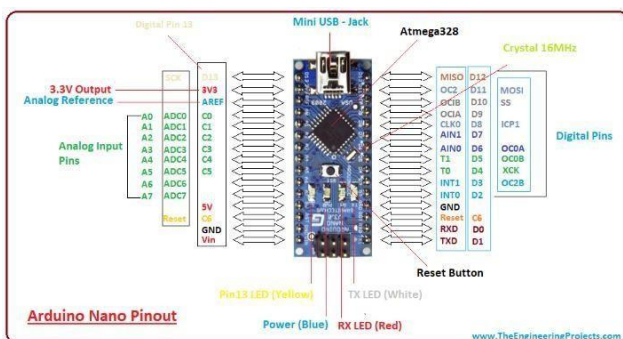 Mini USB - Jack
Digital Pin 13
Atmega328
Crystal 16MHz
SCK D13
3.3V Output 3V3
Analog Reference AREF
A0 ADC0 C0
A1 ADC1 C1
A2 ADC2 C2
A3 ADC3 C3
A4 ADC4 C4
A5 ADC5 C5
A6 ADC6
A7 ADC7
Analog Input
Pins
5V
Reset C6
GND
Vin
MISO D12
OC2 D11 MOSI
OCIB D10 SS
OCIA D9
CLK0 D8 ICP1
AIN1 D7
AIN0 D6 OC0A
T1 D5 OC0B
T0 D4 XCK
INT1 D3 OC2B
INT0 D2
GND
Reset C6
RXD D0
TXD D1
Digital Pins
Reset Button
Pin13 LED (Yellow)
TX LED (White)
Power (Blue)
RX LED (Red)
Arduino Nano Pinout
www.TheEngineeringProjects.com